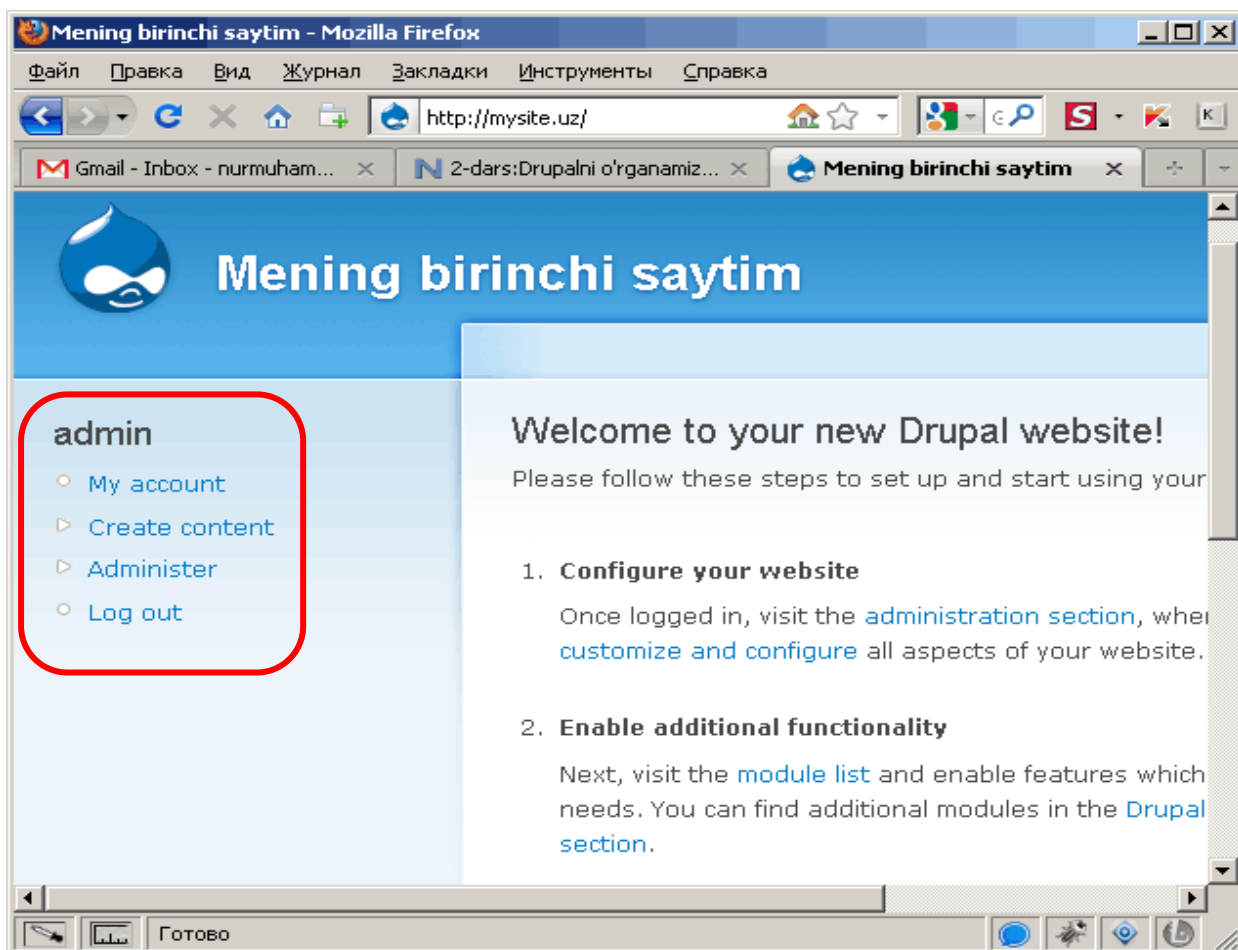 Mening birinchi saytim - Mozilla Firefox
Файл Правка Вид Журнал Закладки Инструменты Справка
http://mysite.uz/
Gmail - Inbox - nurmuham... 2-dars:Drupalni o'rganamiz... Mening birinchi saytim
Mening birinchi saytim
admin
My account
Create content
Administer
Log out
Welcome to your new Drupal website!
Please follow these steps to set up and start using your
1. Configure your website
Once logged in, visit the administration section, wher
customize and configure all aspects of your website.
2. Enable additional functionality
Next, visit the module list and enable features which
needs. You can find additional modules in the Drupal
section.
Готово